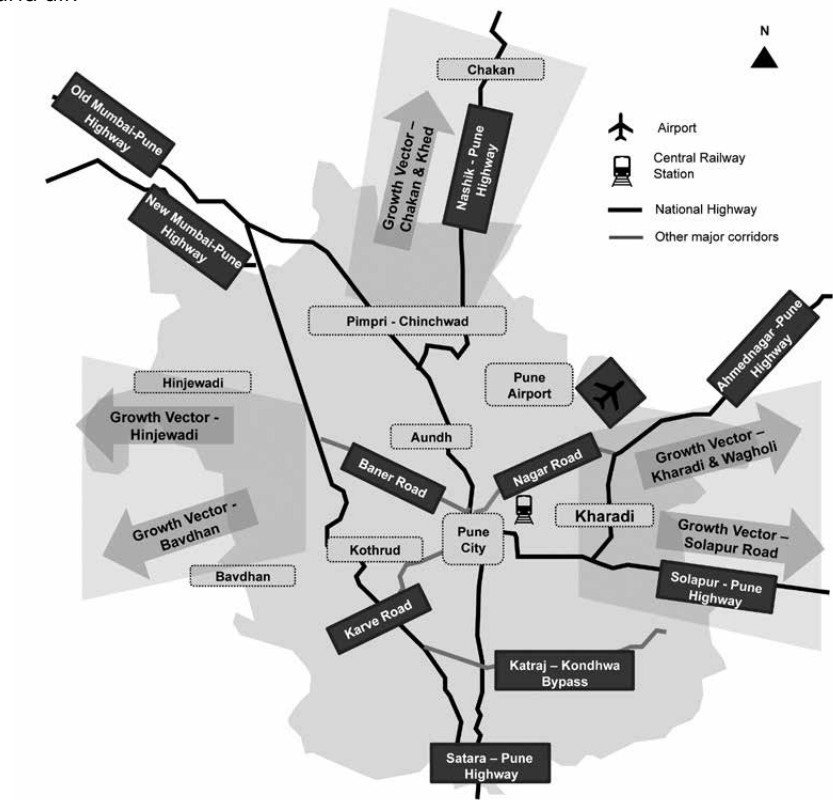 N
Airport
Central Railway
Station
National Highway
Other major corridors
Chakan
Old Mumbai-Pune
Highway
New Mumbai-Pune
Highway
Growth Vector –
Chakan & Khed
Nashik - Pune
Highway
Pimpri - Chinchwad
Ahmednagar -Pune
Highway
Hinjewadi
Growth Vector -
Hinjewadi
Pune
Airport
Aundh
Baner Road
Nagar Road
Growth Vector –
Kharadi & Wagholi
Growth Vector -
Bavdhan
Kharadi
Growth Vector –
Solapur Road
Pune
City
Kothrud
Bavdhan
Solapur - Pune
Highway
Karve Road
Katraj – Kondhwa
Bypass
Satara – Pune
Highway